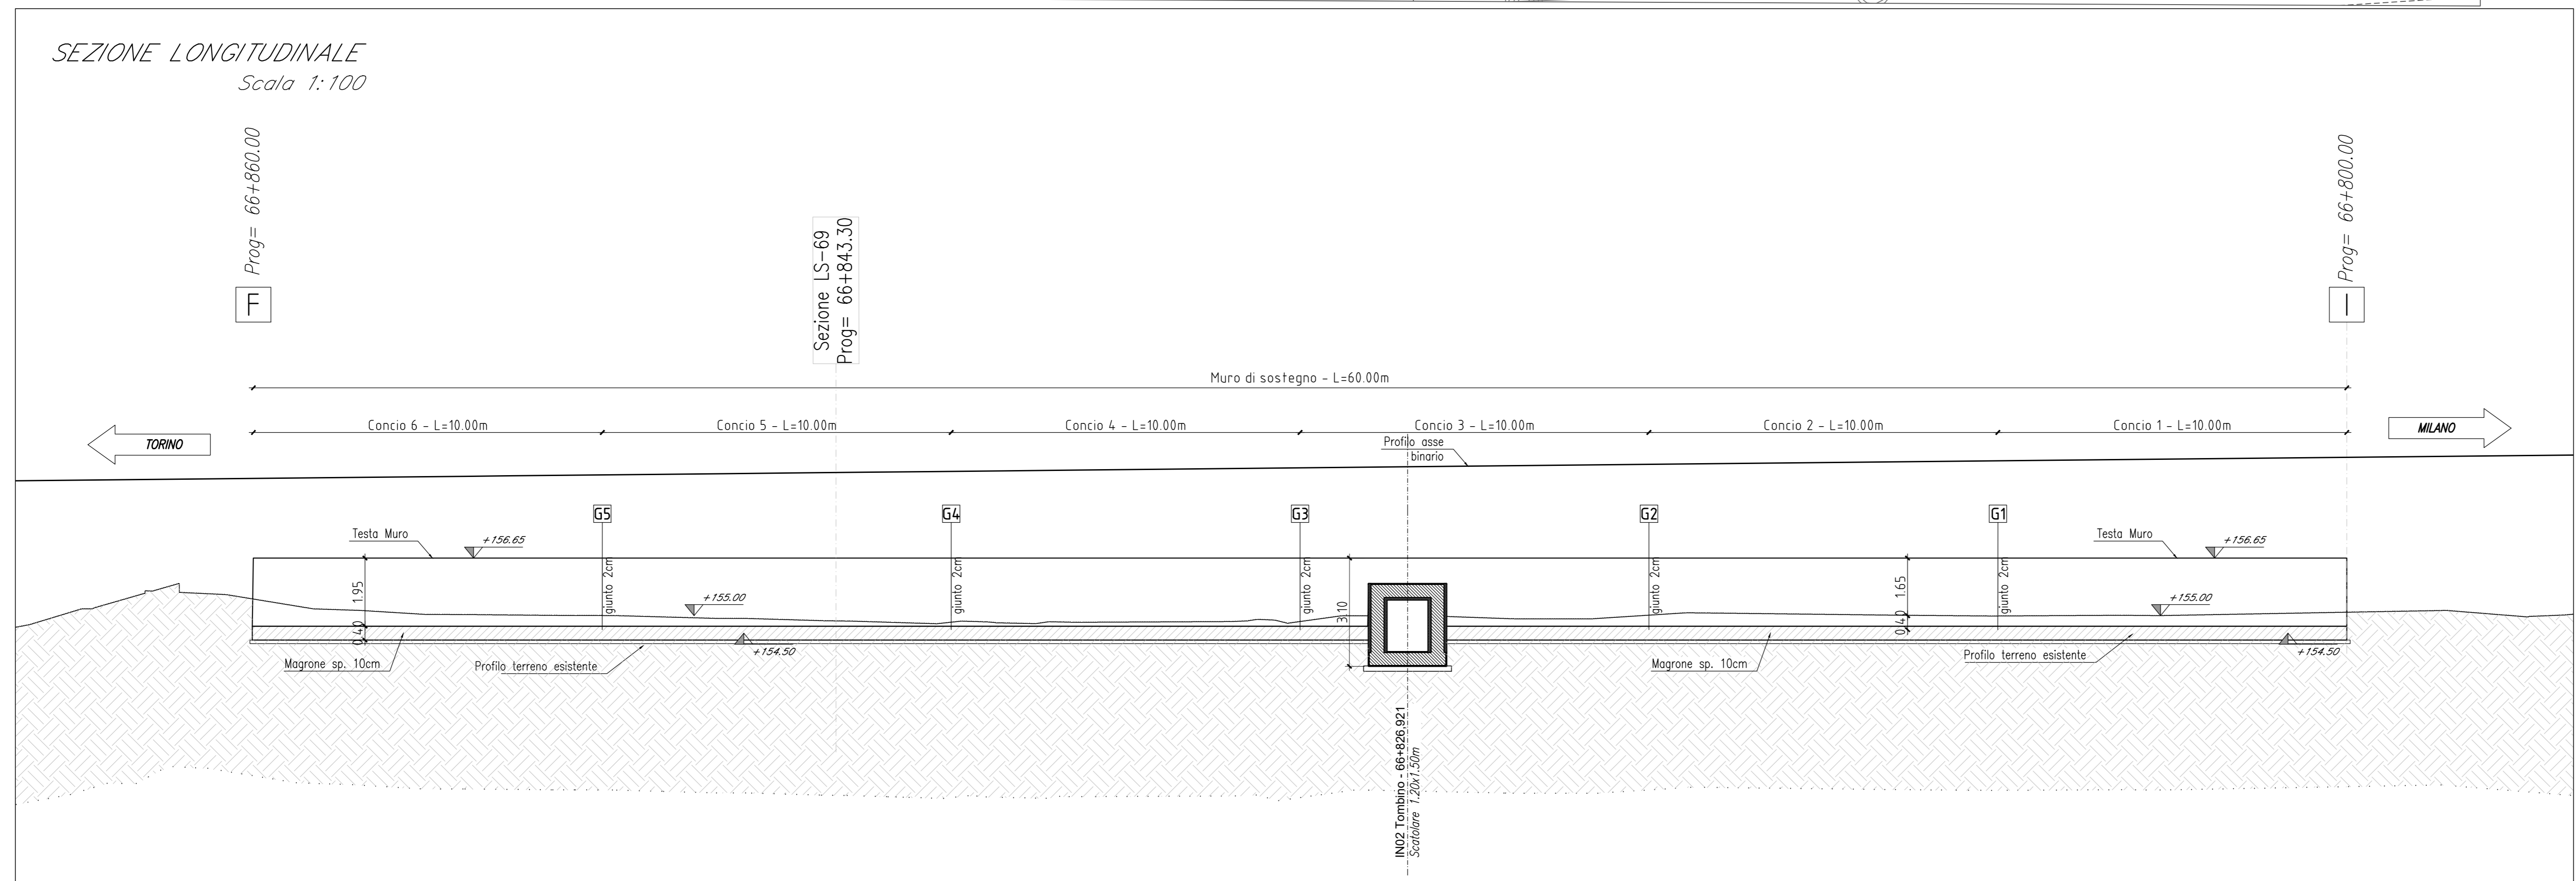 SEZIONE LONGITUDINALE
Scala 1:100
Prog= 66+860.00
F
Sezione LS-69
Prog= 66+843.30
Prog= 66+800.00
I
Muro di sostegno - L=60.00m
TORINO
Concio 6 - L=10.00m
Concio 5 - L=10.00m
Concio 4 - L=10.00m
Concio 3 - L=10.00m
Concio 2 - L=10.00m
Concio 1 - L=10.00m
MILANO
Profilo asse
binario
G5
G4
G3
G2
G1
Testa Muro
+156.65
Testa Muro
+156.65
giunto 2cm
giunto 2cm
giunto 2cm
giunto 2cm
giunto 2cm
1.95
0.40
+155.00
3.10
1.65
0.40
+155.00
+154.50
+154.50
Magrone sp. 10cm
Profilo terreno esistente
Magrone sp. 10cm
Profilo terreno esistente
IN02 Tombino - 66+826.921
Scatolare 1.20x1.50m